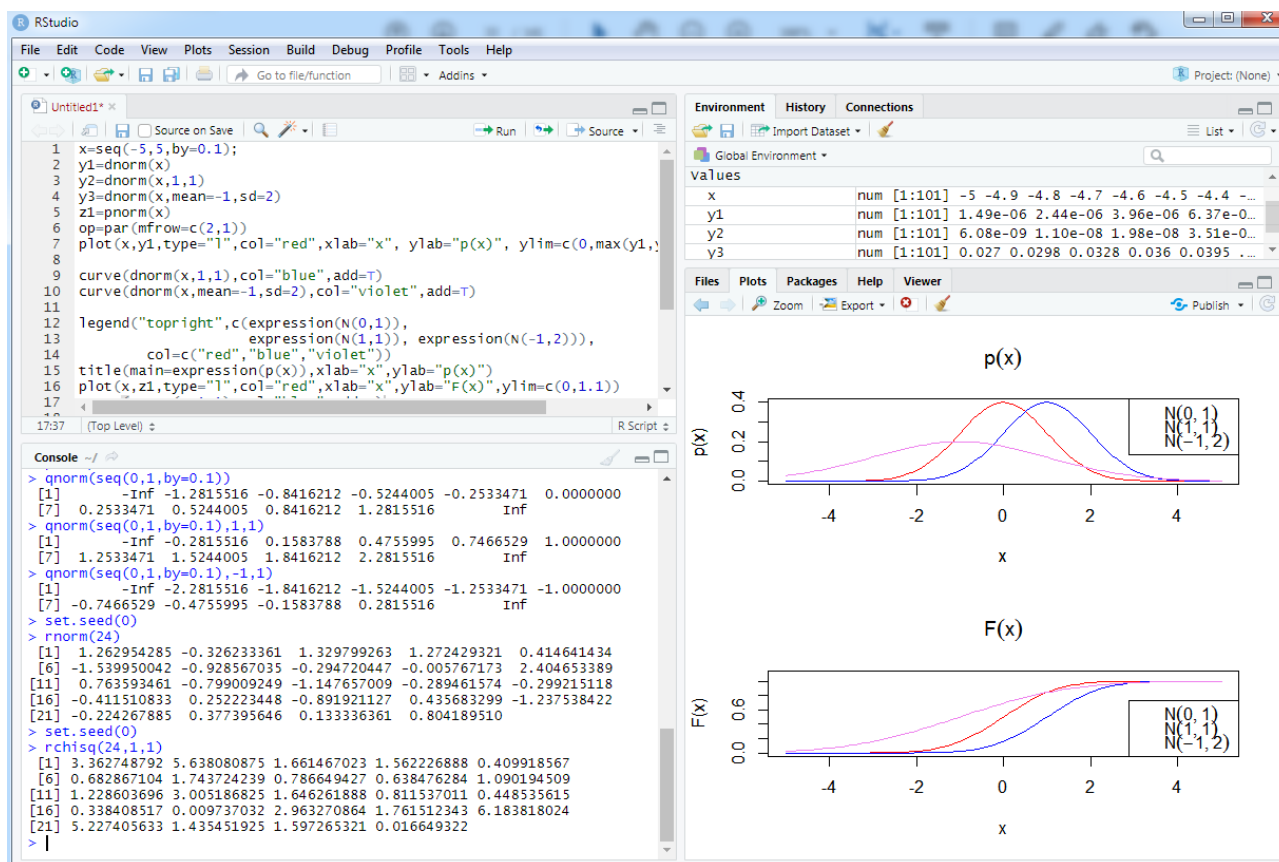 RStudio
File Edit Code View Plots Session Build Debug Profile Tools Help
Go to file/function Addins Project: (None)
Untitled1* ×
Source on Save Run Source
1 x=seq(-5,5,by=0.1);
2 y1=dnorm(x)
3 y2=dnorm(x,1,1)
4 y3=dnorm(x,mean=-1,sd=2)
5 z1=pnorm(x)
6 op=par(mfrow=c(2,1))
7 plot(x,y1,type="l",col="red",xlab="x", ylab="p(x)", ylim=c(0,max(y1,y
8
9 curve(dnorm(x,1,1),col="blue",add=T)
10 curve(dnorm(x,mean=-1,sd=2),col="violet",add=T)
11
12 legend("topright",c(expression(N(0,1)),
13 expression(N(1,1)), expression(N(-1,2))),
14 col=c("red","blue","violet"))
15 title(main=expression(p(x)),xlab="x",ylab="p(x)")
16 plot(x,z1,type="l",col="red",xlab="x",ylab="F(x)",ylim=c(0,1.1))
17
17:37 (Top Level) R Script
Console ~/
> qnorm(seq(0,1,by=0.1))
[1] -Inf -1.2815516 -0.8416212 -0.5244005 -0.2533471 0.0000000
[7] 0.2533471 0.5244005 0.8416212 1.2815516 Inf
> qnorm(seq(0,1,by=0.1),1,1)
[1] -Inf -0.2815516 0.1583788 0.4755995 0.7466529 1.0000000
[7] 1.2533471 1.5244005 1.8416212 2.2815516 Inf
> qnorm(seq(0,1,by=0.1),-1,1)
[1] -Inf -2.2815516 -1.8416212 -1.5244005 -1.2533471 -1.0000000
[7] -0.7466529 -0.4755995 -0.1583788 0.2815516 Inf
> set.seed(0)
> rnorm(24)
[1] 1.262954285 -0.326233361 1.329799263 1.272429321 0.414641434
[6] -1.539950042 -0.928567035 -0.294720447 -0.005767173 2.404653389
[11] 0.763593461 -0.799009249 -1.147657009 -0.289461574 -0.299215118
[16] -0.411510833 0.252223448 -0.891921127 0.435683299 -1.237538422
[21] -0.224267885 0.377395646 0.133336361 0.804189510
> set.seed(0)
> rchisq(24,1,1)
[1] 3.362748792 5.638080875 1.661467023 1.562226888 0.409918567
[6] 0.682867104 1.743724239 0.786649427 0.638476284 1.090194509
[11] 1.228603696 3.005186825 1.646261888 0.811537011 0.448535615
[16] 0.338408517 0.009737032 2.963270864 1.761512343 6.183818024
[21] 5.227405633 1.435451925 1.597265321 0.016649322
>
Environment History Connections
Import Dataset List
Global Environment
values
x num [1:101] -5 -4.9 -4.8 -4.7 -4.6 -4.5 -4.4 -…
y1 num [1:101] 1.49e-06 2.44e-06 3.96e-06 6.37e-0…
y2 num [1:101] 6.08e-09 1.10e-08 1.98e-08 3.51e-0…
y3 num [1:101] 0.027 0.0298 0.0328 0.036 0.0395 .…
Files Plots Packages Help Viewer
Zoom Export Publish
p(x)
p(x)
0.4
0.2
0.0
N(0, 1)
N(1, 1)
N(−1, 2)
-4 -2 0 2 4
x
F(x)
F(x)
0.6
0.0
N(0, 1)
N(1, 1)
N(−1, 2)
-4 -2 0 2 4
x